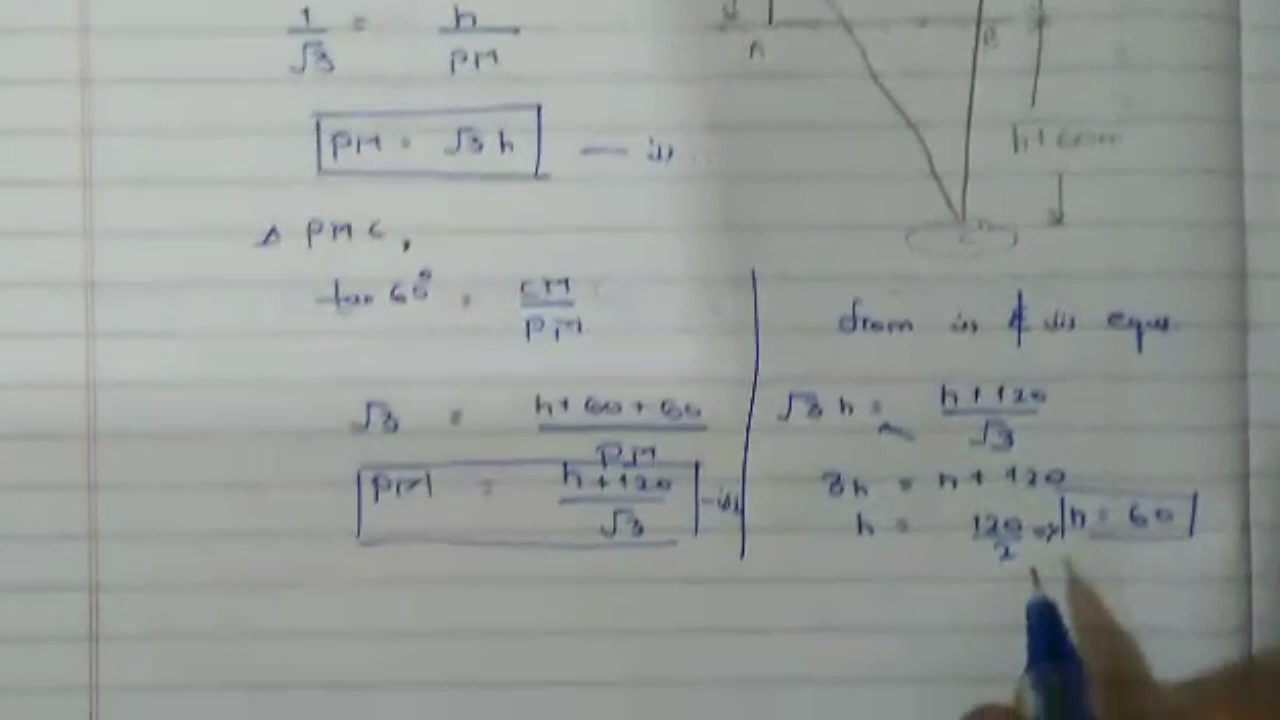 1/√3 = h/PM
PM = √3 h — (i)
Δ PMC,
tan 60° = CM/PM
√3 = h+60+60/PM
PM = h+120/√3 — (ii)
A
B
h+60m
C
from (i) & (ii) equs.
√3 h = h+120/√3
3h = h+120
h = 120/2 => h = 60